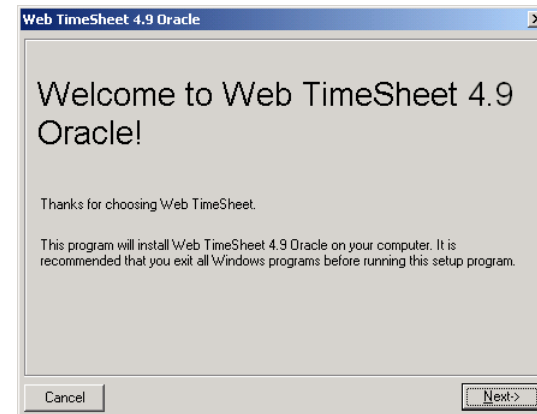 Web TimeSheet 4.9 Oracle
Welcome to Web TimeSheet 4.9
Oracle!
Thanks for choosing Web TimeSheet.
This program will install Web TimeSheet 4.9 Oracle on your computer. It is
recommended that you exit all Windows programs before running this setup program.
Cancel
Next->